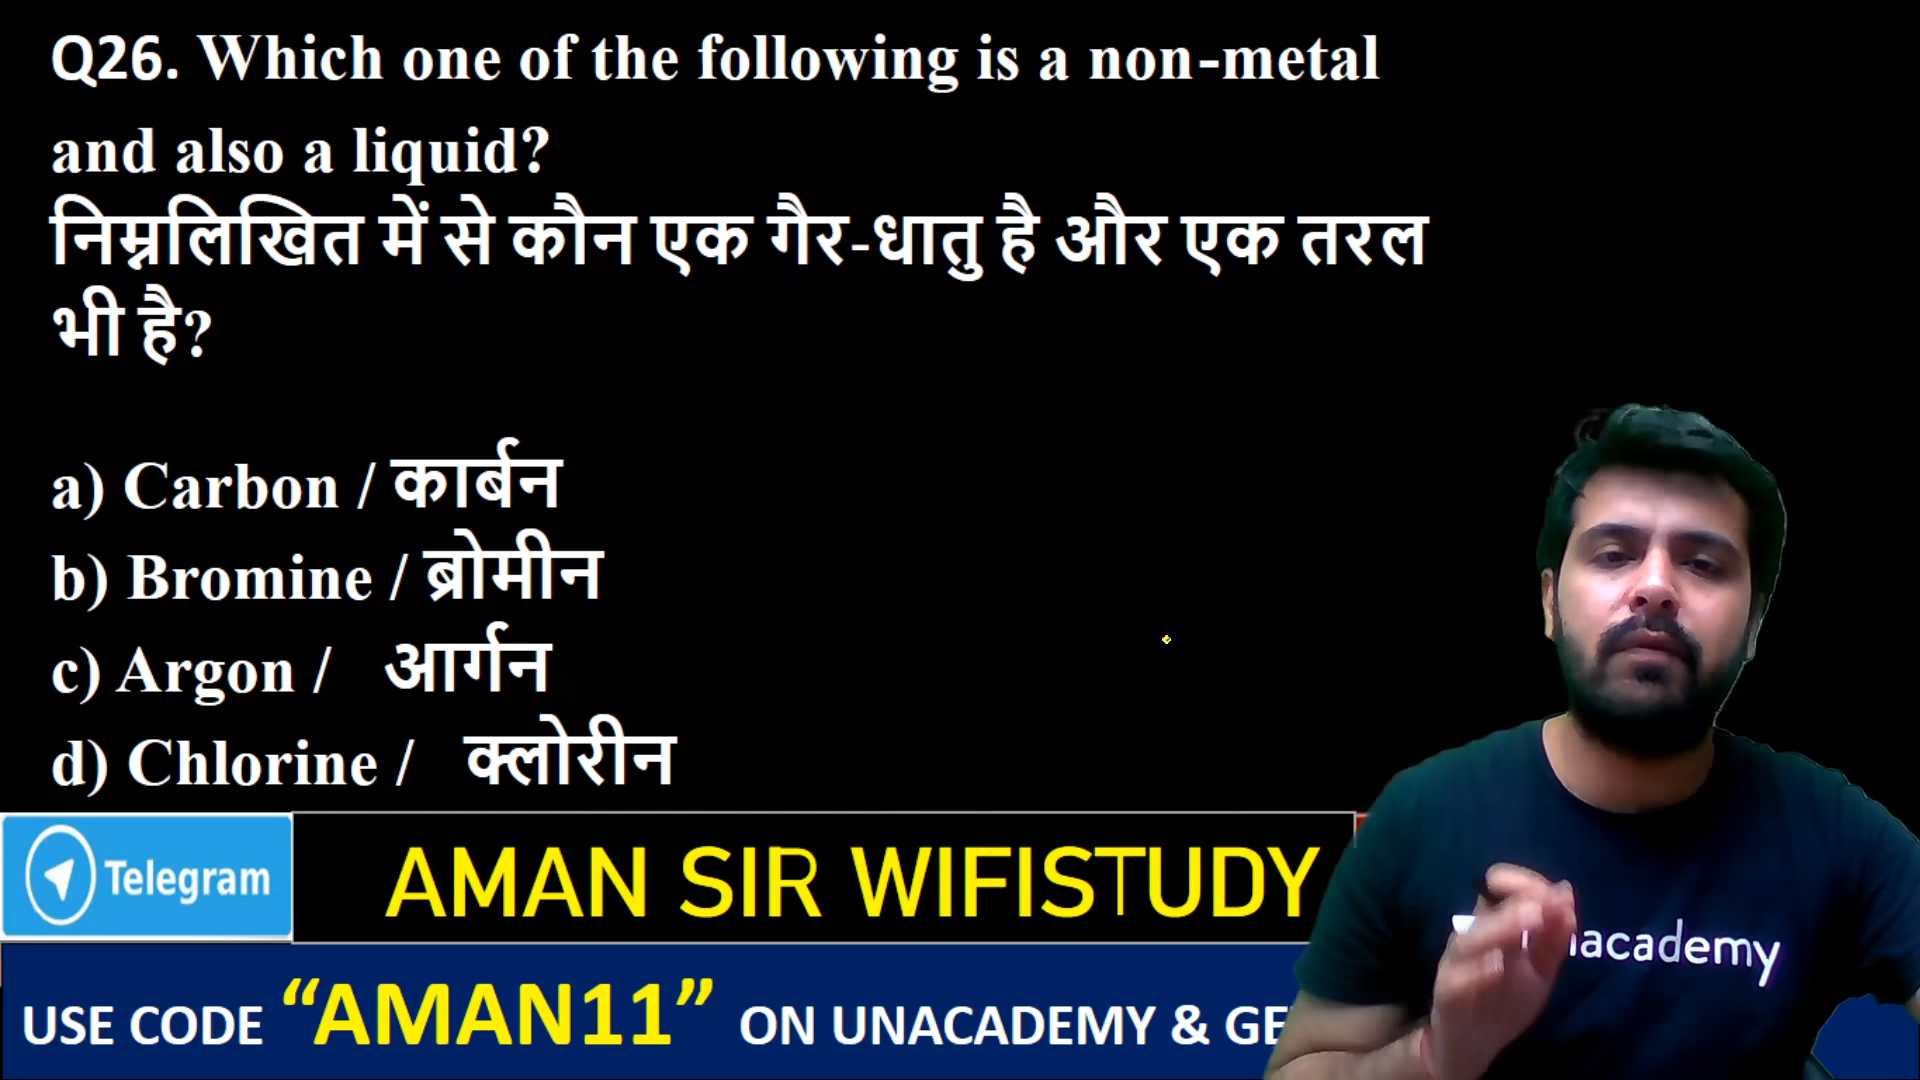 Q26. Which one of the following is a non-metal
and also a liquid?
निम्नलिखित में से कौन एक गैर-धातु है और एक तरल
भी है?
a) Carbon / कार्बन
b) Bromine / ब्रोमीन
c) Argon / आर्गन
d) Chlorine / क्लोरीन
Telegram
AMAN SIR WIFISTUDY
nacademy
USE CODE “AMAN11” ON UNACADEMY & GE